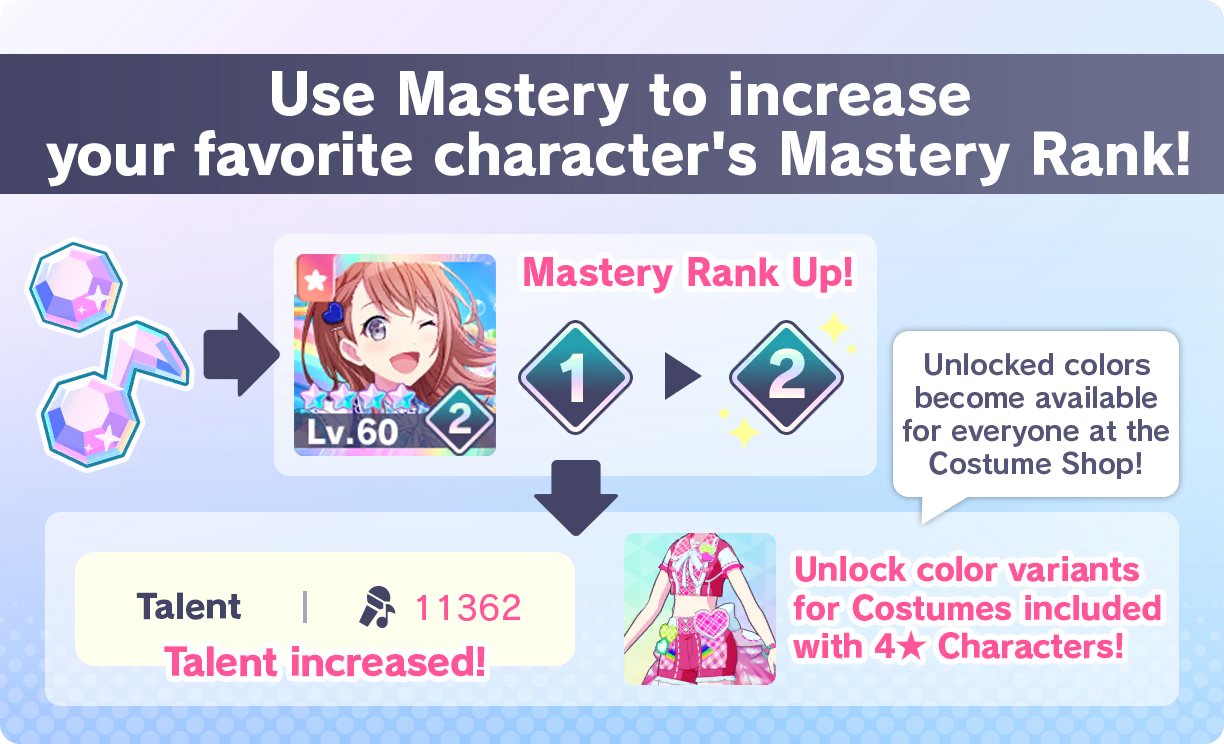 Use Mastery to increase
your favorite character's Mastery Rank!
Mastery Rank Up!
1
2
Lv.60
2
Unlocked colors
become available
for everyone at the
Costume Shop!
Talent
11362
Talent increased!
Unlock color variants
for Costumes included
with 4★ Characters!